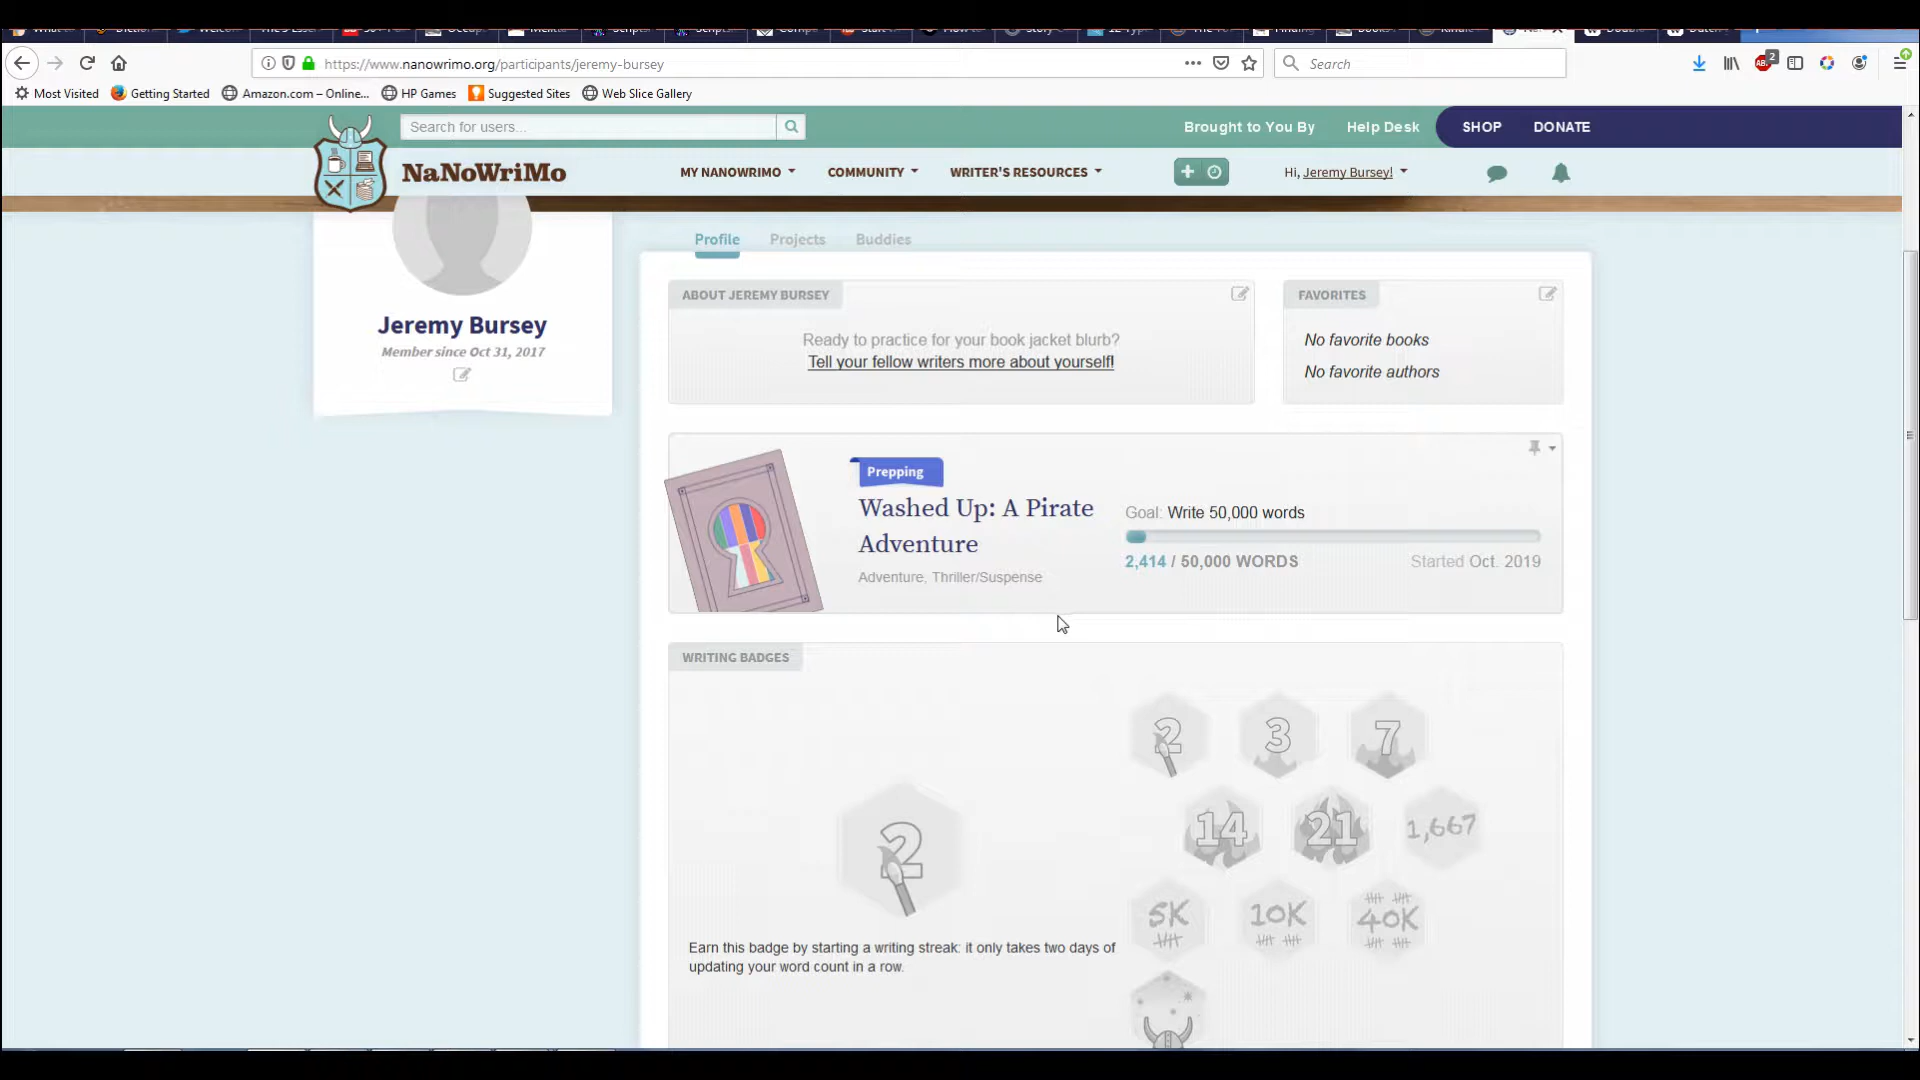 https://www.nanowrimo.org/participants/jeremy-bursey
Search
2
Most Visited
Getting Started
Amazon.com – Online...
HP Games
Suggested Sites
Web Slice Gallery
Search for users...
Brought to You By
Help Desk
SHOP
DONATE
NaNoWriMo
MY NANOWRIMO
COMMUNITY
WRITER'S RESOURCES
Hi, Jeremy Bursey!
Profile
Projects
Buddies
Jeremy Bursey
Member since Oct 31, 2017
ABOUT JEREMY BURSEY
Ready to practice for your book jacket blurb?
Tell your fellow writers more about yourself!
FAVORITES
No favorite books
No favorite authors
Prepping
Washed Up: A Pirate
Adventure
Adventure, Thriller/Suspense
Goal: Write 50,000 words
2,414 / 50,000 WORDS
Started Oct. 2019
WRITING BADGES
2
Earn this badge by starting a writing streak: it only takes two days of
updating your word count in a row.
2
3
7
14
21
1,667
5K
10K
40K